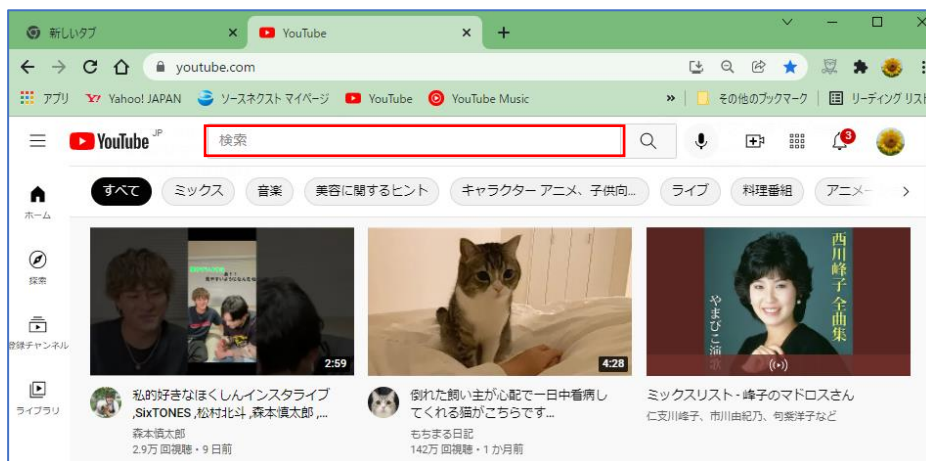 新しいタブ
YouTube
youtube.com
アプリ
Yahoo! JAPAN
ソースネクスト マイページ
YouTube
YouTube Music
»
その他のブックマーク
リーディング リスト
YouTube JP
検索
3
すべて
ミックス
音楽
美容に関するヒント
キャラクター アニメ、子供向...
ライブ
料理番組
アニメ
ホーム
探索
登録チャンネル
ライブラリ
2:59
4:28
西川峰子全曲集
やまびこ演歌
私的好きなほくしんインスタライブ
,SixTONES ,松村北斗 ,森本慎太郎 ,...
森本慎太郎
2.9万 回視聴・9 日前
倒れた飼い主が心配で一日中看病し
てくれる猫がこちらです...
もちまる日記
142万 回視聴・1 か月前
ミックスリスト - 峰子のマドロスさん
仁支川峰子、市川由紀乃、